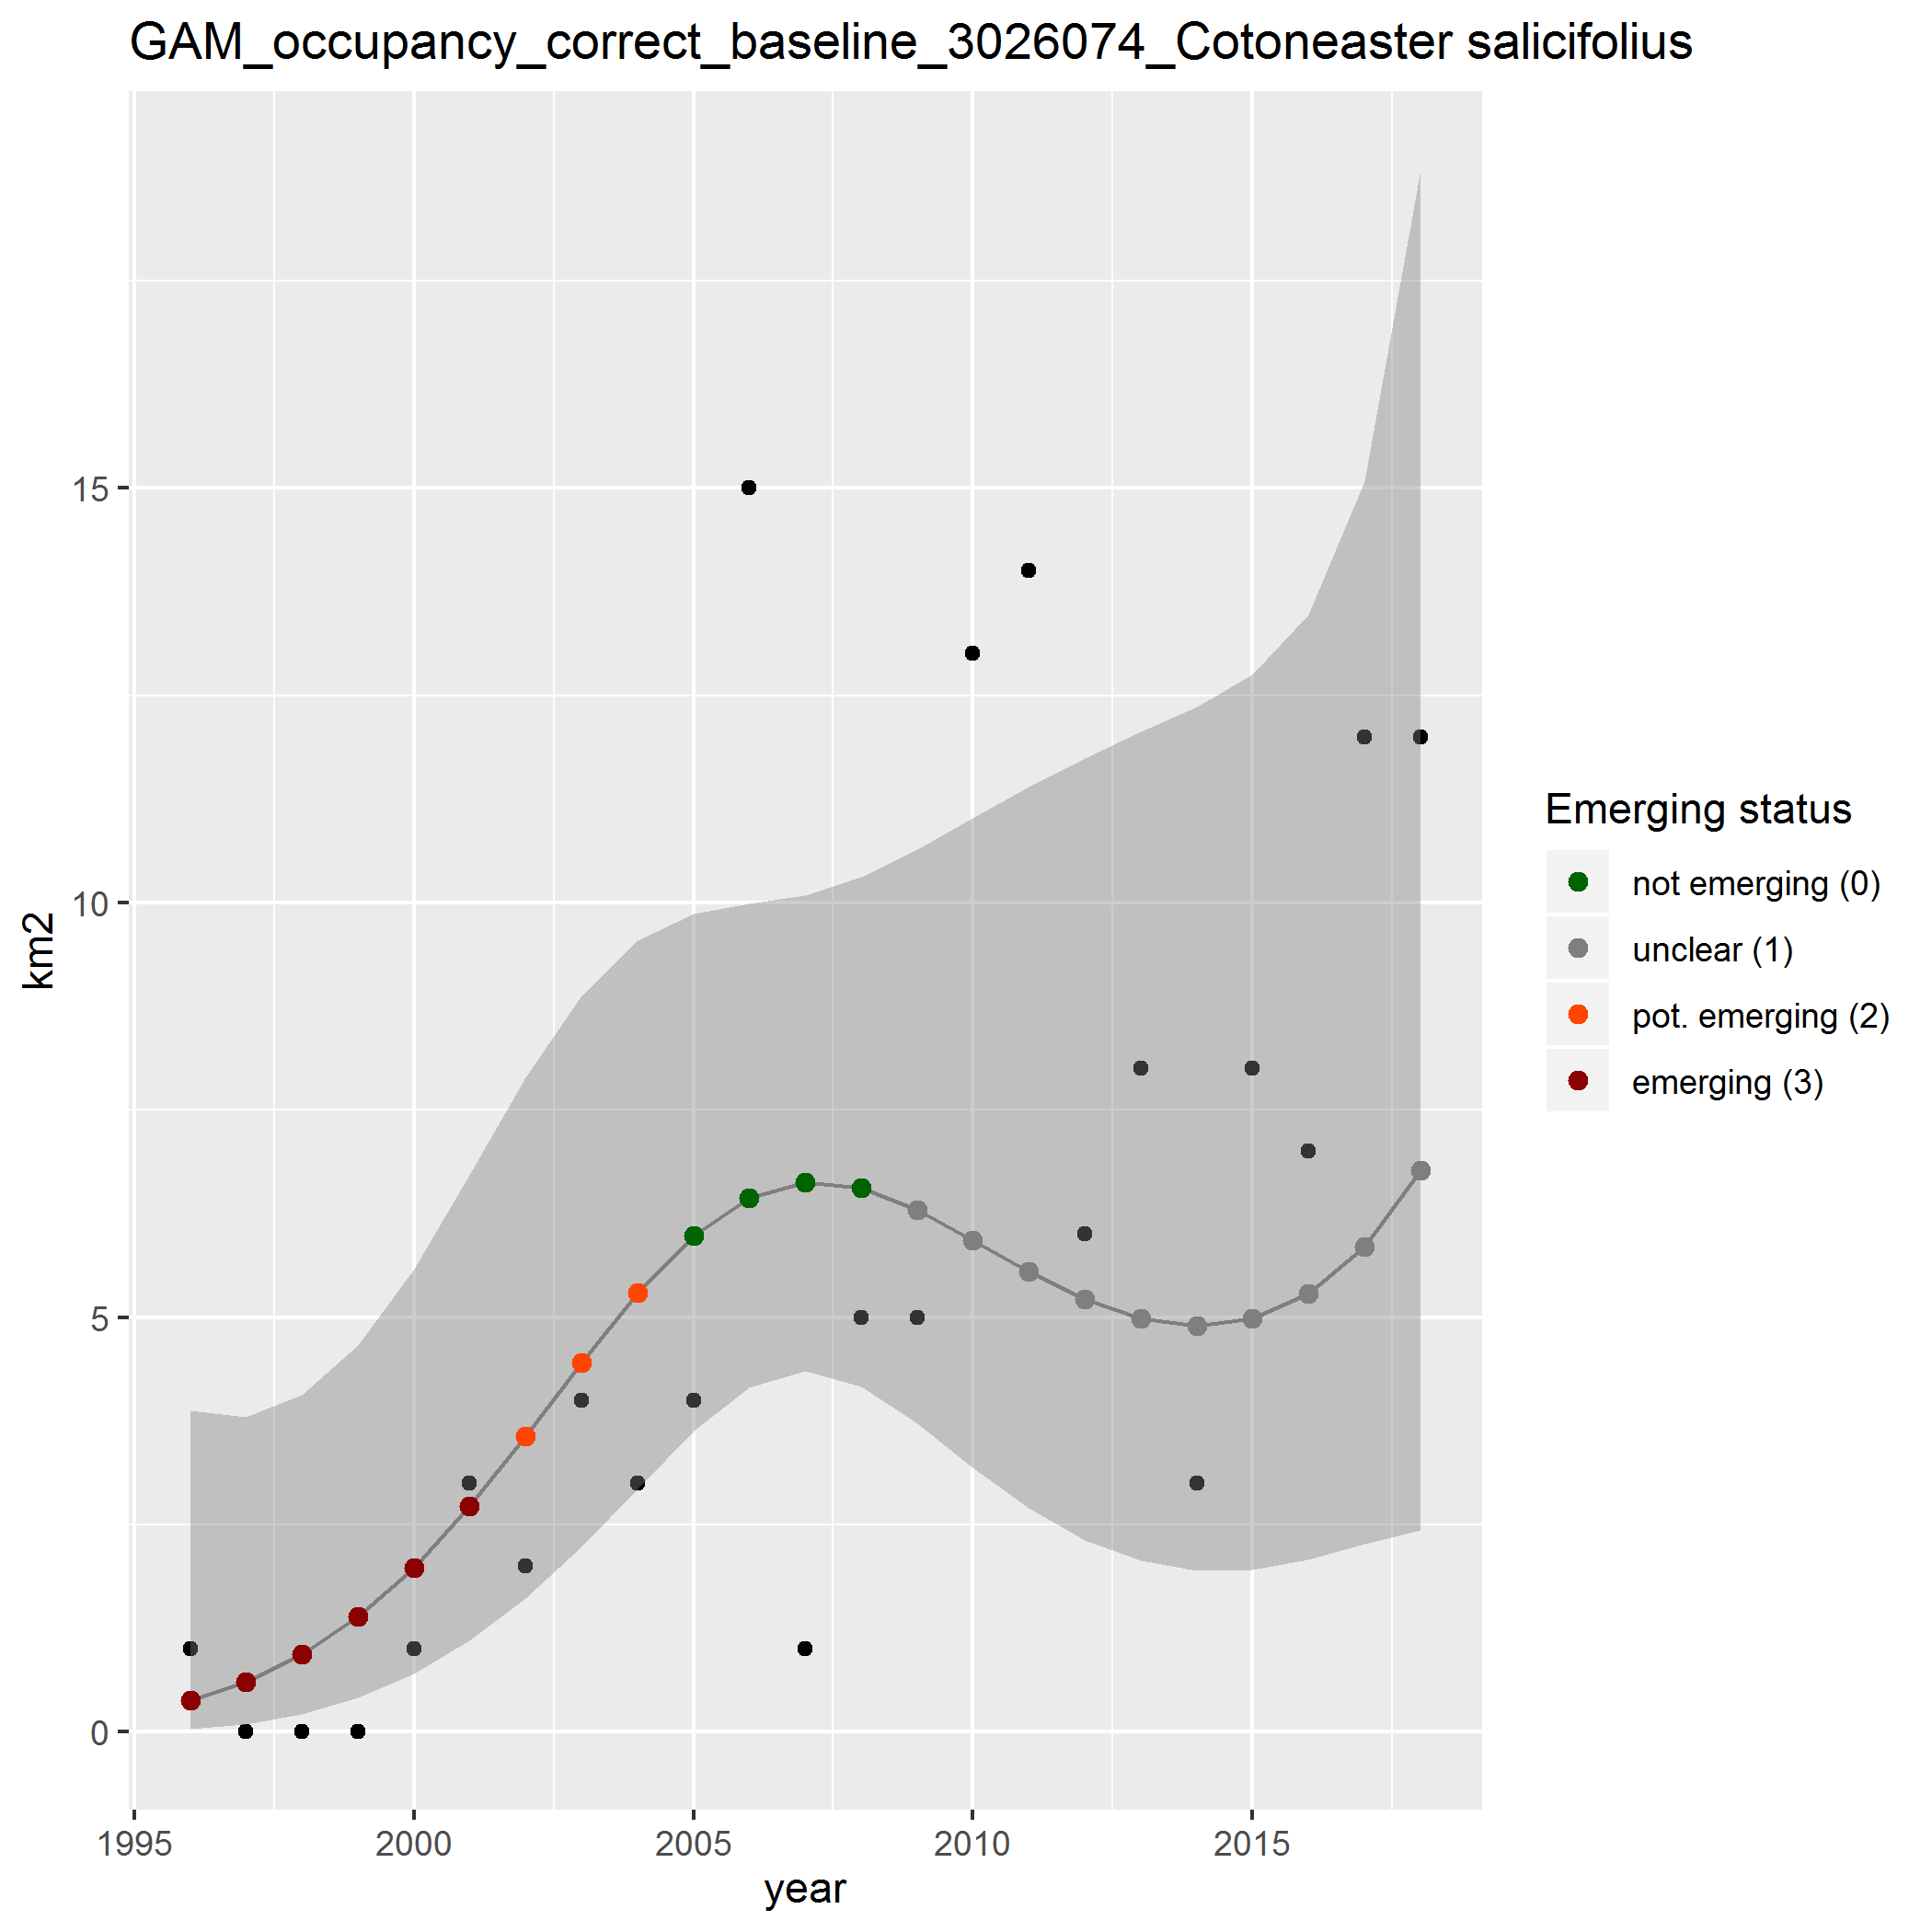 GAM_occupancy_correct_baseline_3026074_Cotoneaster salicifolius
15
10
5
0
km2
1995 2000 2005 2010 2015
year
Emerging status
not emerging (0)
unclear (1)
pot. emerging (2)
emerging (3)